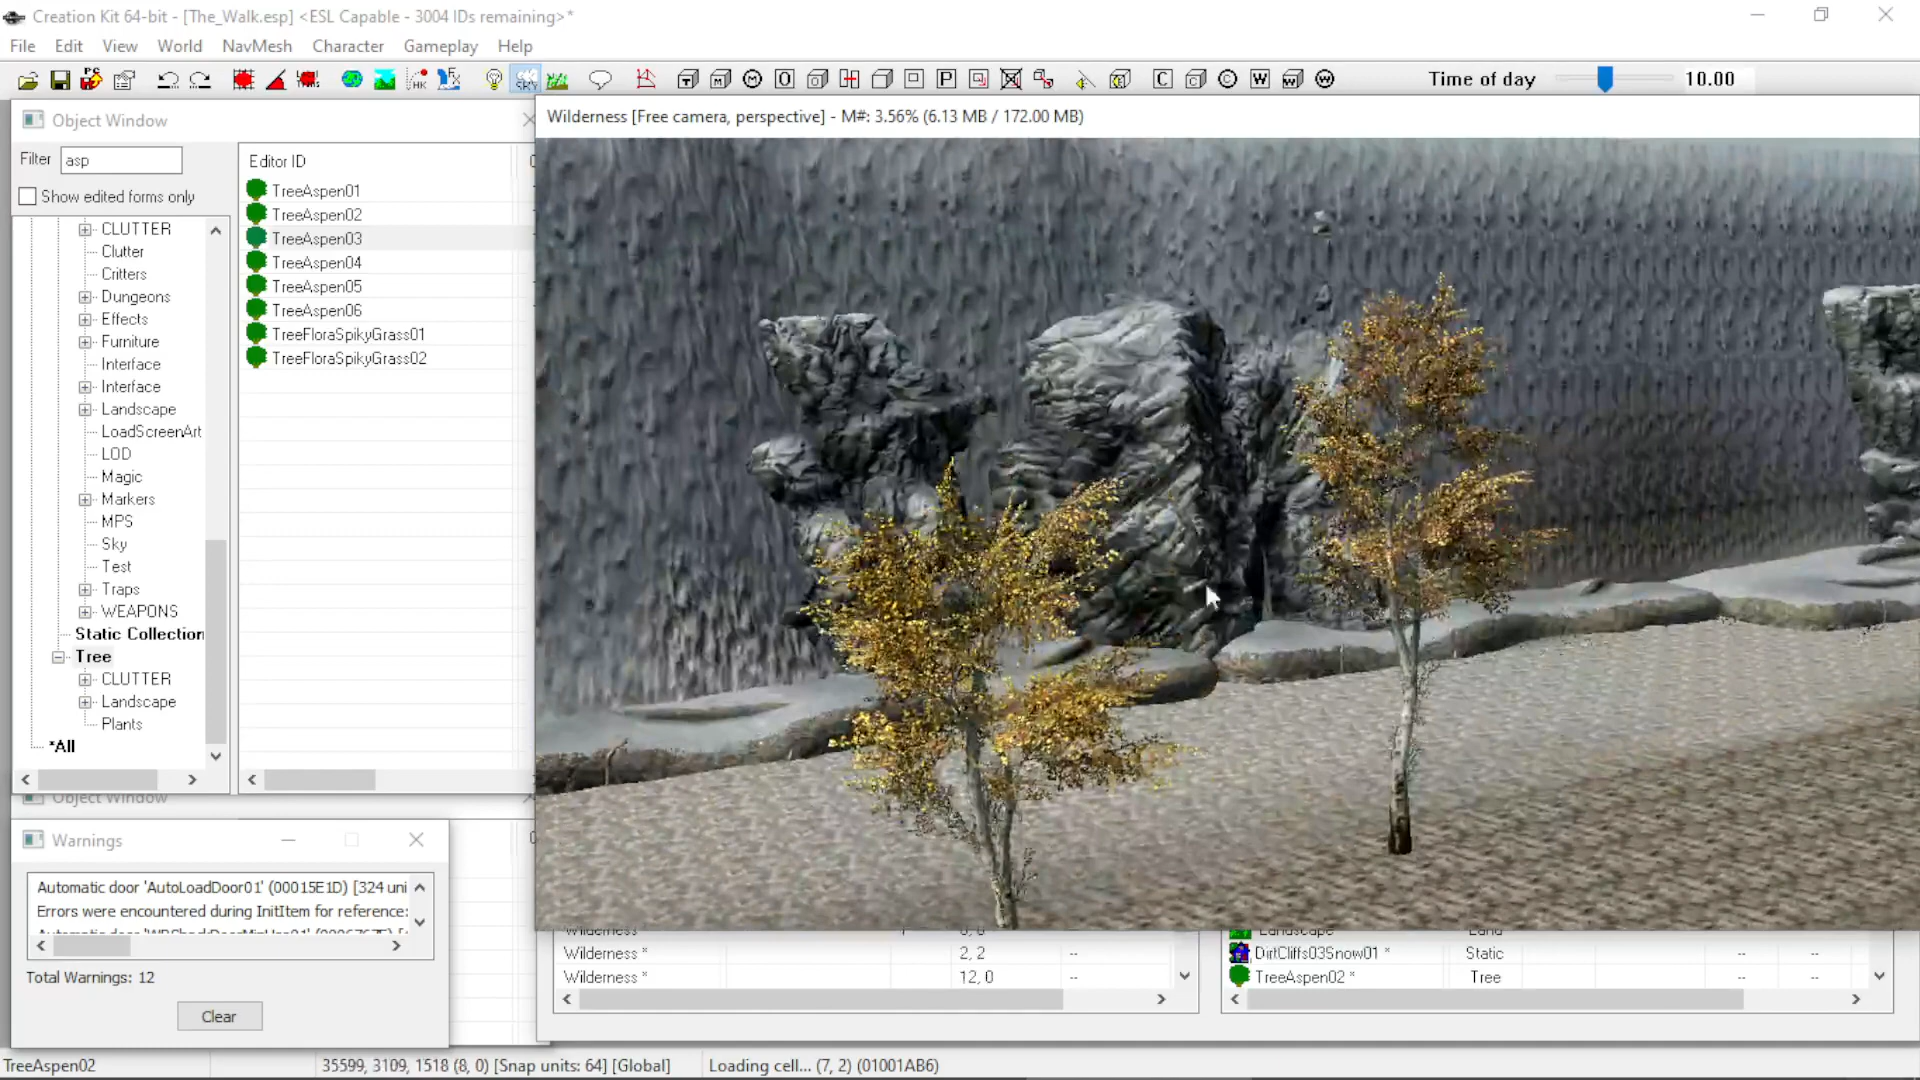 Creation Kit 64-bit - [The_Walk.esp] <ESL Capable - 3004 IDs remaining>*
File Edit View World NavMesh Character Gameplay Help
Time of day 10.00
Object Window
Wilderness [Free camera, perspective] - M#: 3.56% (6.13 MB / 172.00 MB)
Filter asp
Show edited forms only
CLUTTER
Clutter
Critters
Dungeons
Effects
Furniture
Interface
Interface
Landscape
LoadScreenArt
LOD
Magic
Markers
MPS
Sky
Test
Traps
WEAPONS
Static Collection
Tree
CLUTTER
Landscape
Plants
*All
Editor ID
TreeAspen01
TreeAspen02
TreeAspen03
TreeAspen04
TreeAspen05
TreeAspen06
TreeFloraSpikyGrass01
TreeFloraSpikyGrass02
Object Window
Warnings
Automatic door 'AutoLoadDoor01' (00015E1D) [324 uni
Errors were encountered during InitItem for reference:
Total Warnings: 12
Clear
Wilderness
Wilderness * 2, 2 --
Wilderness * 12, 0 --
Landscape Land
DirtCliffs03Snow01 * Static -- --
TreeAspen02 * Tree -- --
TreeAspen02
35599, 3109, 1518 (8, 0) [Snap units: 64] [Global]
Loading cell... (7, 2) (01001AB6)